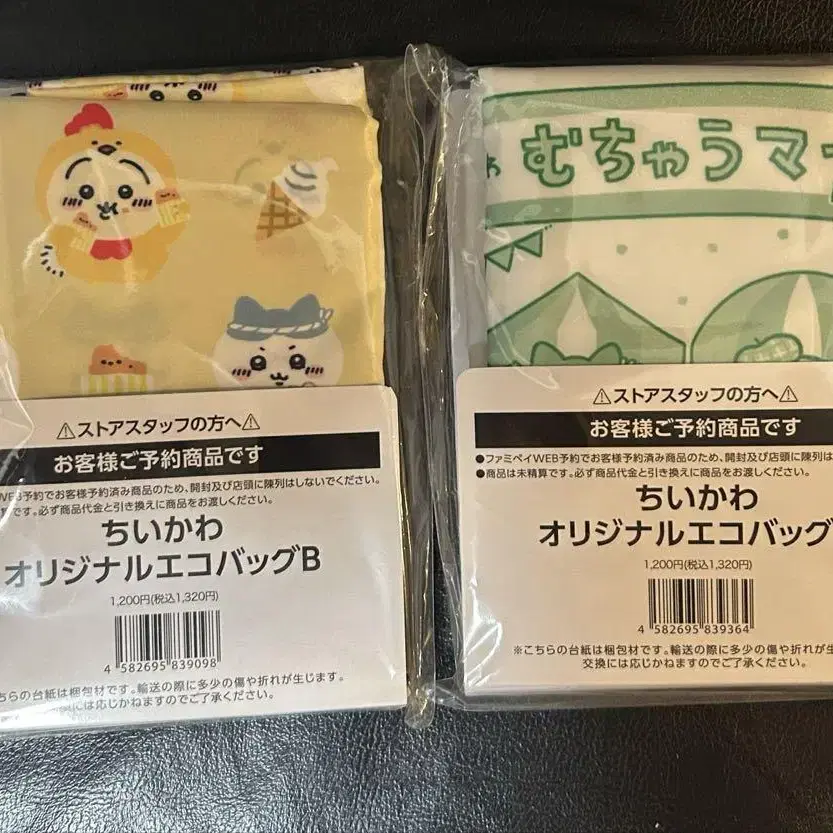 ⚠ストアスタッフの方へ⚠
お客様ご予約商品です
WEB予約でお客様予約済み商品のため、開封及び店頭に陳列はしないでください。
算です。必ず商品代金と引き換えに商品をお渡しください。
ちいかわ
オリジナルエコバッグB
1,200円(税込1,320円)
4 582695 839098
ちらの台紙は梱包材です。輸送の際に多少の傷や折れが生じます。
は応じかねますのでご了承ください。
むちゃうマー
⚠ストアスタッフの方へ⚠
お客様ご予約商品です
●ファミペイWEB予約でお客様予約済み商品のため、開封及び店頭に陳列は
●商品は未精算です。必ず商品代金と引き換えに商品をお渡しください。
ちいかわ
オリジナルエコバッグ
1,200円(税込1,320円)
4 582695 839364
※こちらの台紙は梱包材です。輸送の際に多少の傷や折れが生
交換には応じかねますのでご了承ください。